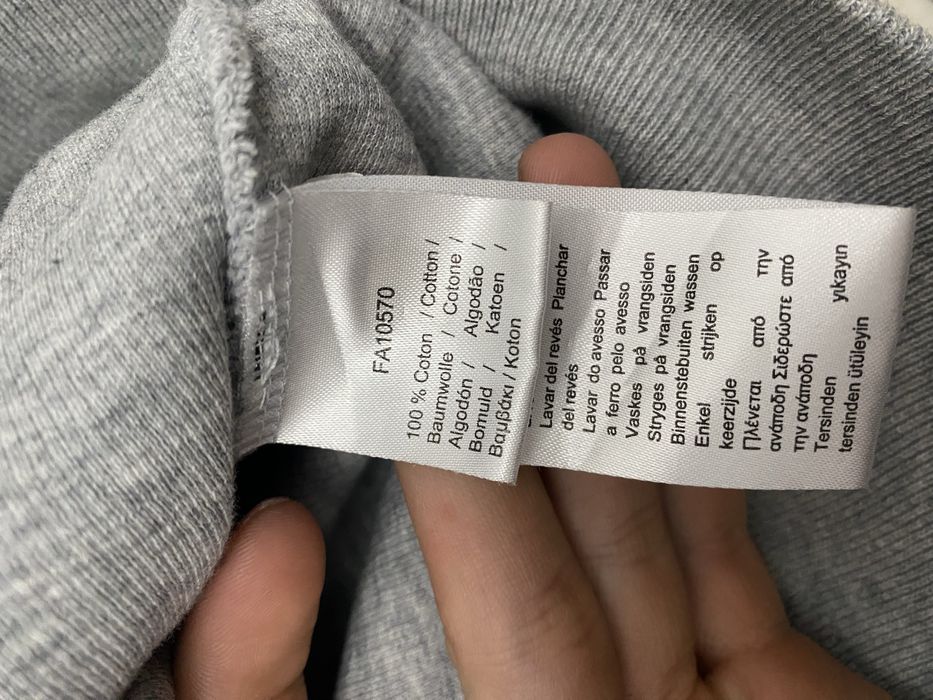 FA10570
100 % Coton / Cotton /
Baumwolle / Cotone /
Algodón / Algodão /
Bomuld / Katoen /
Βαμβάκι / Koton
Lavar del revés Planchar
del revés
Lavar do avesso Passar
a ferro pelo avesso
Vaskes på vrangsiden
Stryges på vrangsiden
Binnenstebuiten wassen
Enkel strijken op
keerzijde
Πλένεται από την
ανάποδη Σιδερώστε από
την ανάποδη
Tersinden yıkayın
tersinden ütüleyin